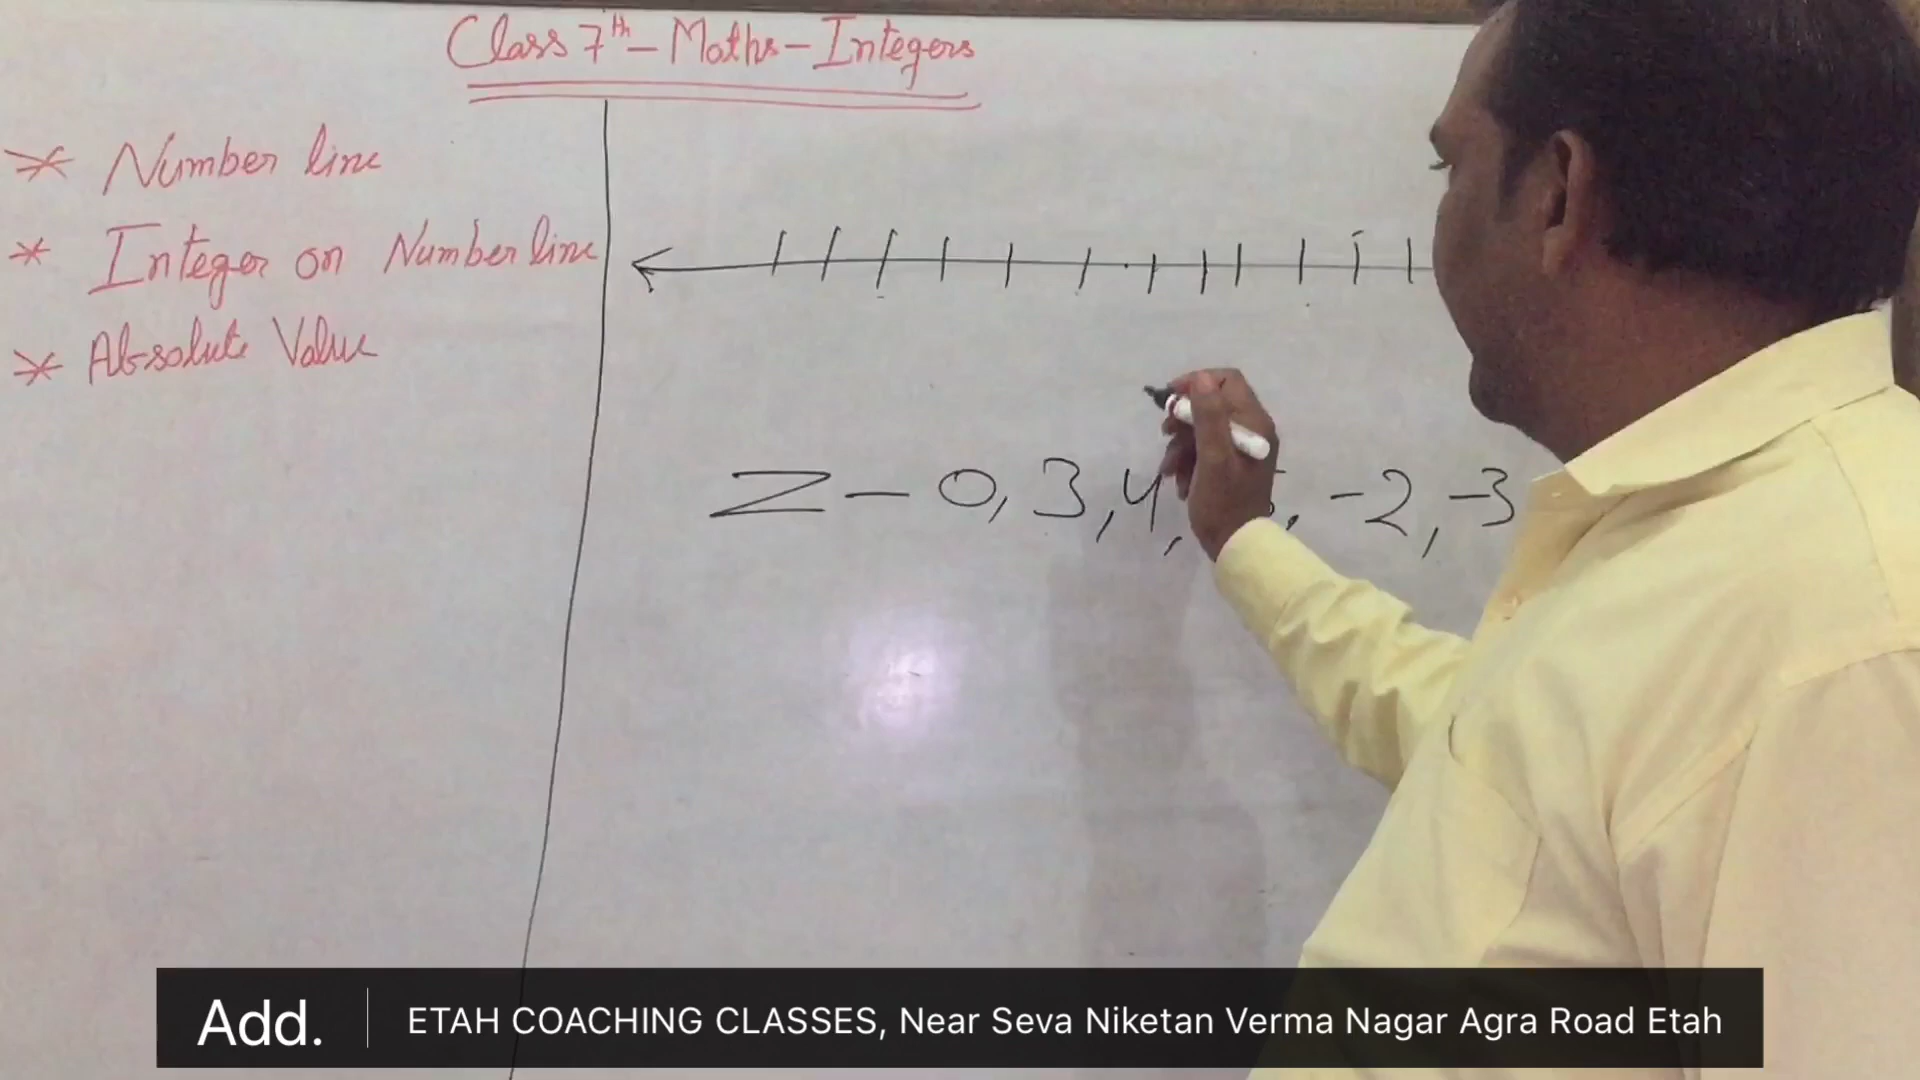 Class 7th - Maths - Integers
* Number line
* Integer on Number line
* Absolute Value
Z - 0, 3, 4, , -2, -3
Add. ETAH COACHING CLASSES, Near Seva Niketan Verma Nagar Agra Road Etah